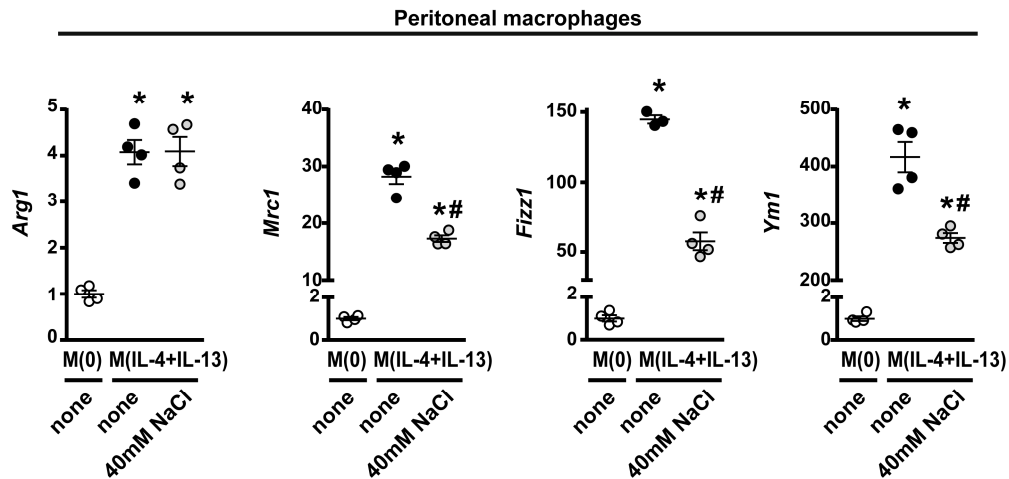 Peritoneal macrophages
Arg1
5
4
3
2
1
0
* *
M(0) M(IL-4+IL-13)
none
none
40mM NaCl
Mrc1
40
30
20
10
2
0
*
*#
M(0) M(IL-4+IL-13)
none
none
40mM NaCl
Fizz1
150
100
50
2
0
*
*#
M(0) M(IL-4+IL-13)
none
none
40mM NaCl
Ym1
500
400
300
200
2
0
*
*#
M(0) M(IL-4+IL-13)
none
none
40mM NaCl